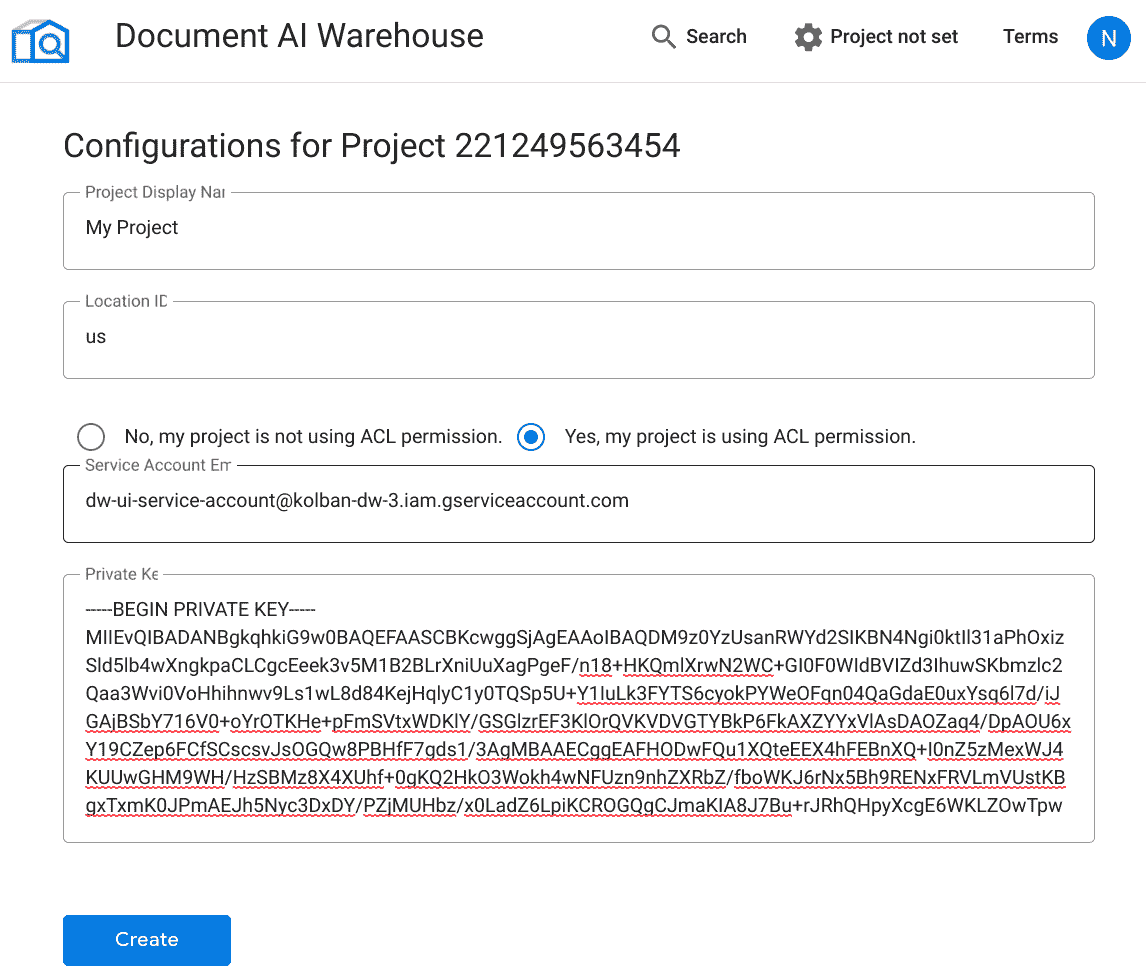 Document AI Warehouse
Search
Project not set
Terms
N
Configurations for Project 221249563454
Project Display Nar
My Project
Location ID
us
No, my project is not using ACL permission.
Yes, my project is using ACL permission.
Service Account Em
dw-ui-service-account@kolban-dw-3.iam.gserviceaccount.com
Private Ke
-----BEGIN PRIVATE KEY-----
MIIEvQIBADANBgkqhkiG9w0BAQEFAASCBKcwggSjAgEAAoIBAQDM9z0YzUsanRWYd2SIKBN4Ngi0ktIl31aPhOxiz
Sld5lb4wXngkpaCLCgcEeek3v5M1B2BLrXniUuXagPgeF/n18+HKQmlXrwN2WC+GI0F0WIdBVIZd3IhuwSKbmzlc2
Qaa3Wvi0VoHhihnwv9Ls1wL8d84KejHqlyC1y0TQSp5U+Y1IuLk3FYTS6cyokPYWeOFqn04QaGdaE0uxYsq6l7d/iJ
GAjBSbY716V0+oYrOTKHe+pFmSVtxWDKlY/GSGlzrEF3KlOrQVKVDVGTYBkP6FkAXZYYxVlAsDAOZaq4/DpAOU6x
Y19CZep6FCfSCscsvJsOGQw8PBHfF7gds1/3AgMBAAECggEAFHODwFQu1XQteEEX4hFEBnXQ+I0nZ5zMexWJ4
KUUwGHM9WH/HzSBMz8X4XUhf+0gKQ2HkO3Wokh4wNFUzn9nhZXRbZ/fboWKJ6rNx5Bh9RENxFRVLmVUstKB
gxTxmK0JPmAEJh5Nyc3DxDY/PZjMUHbz/x0LadZ6LpiKCROGQgCJmaKIA8J7Bu+rJRhQHpyXcgE6WKLZOwTpw
Create